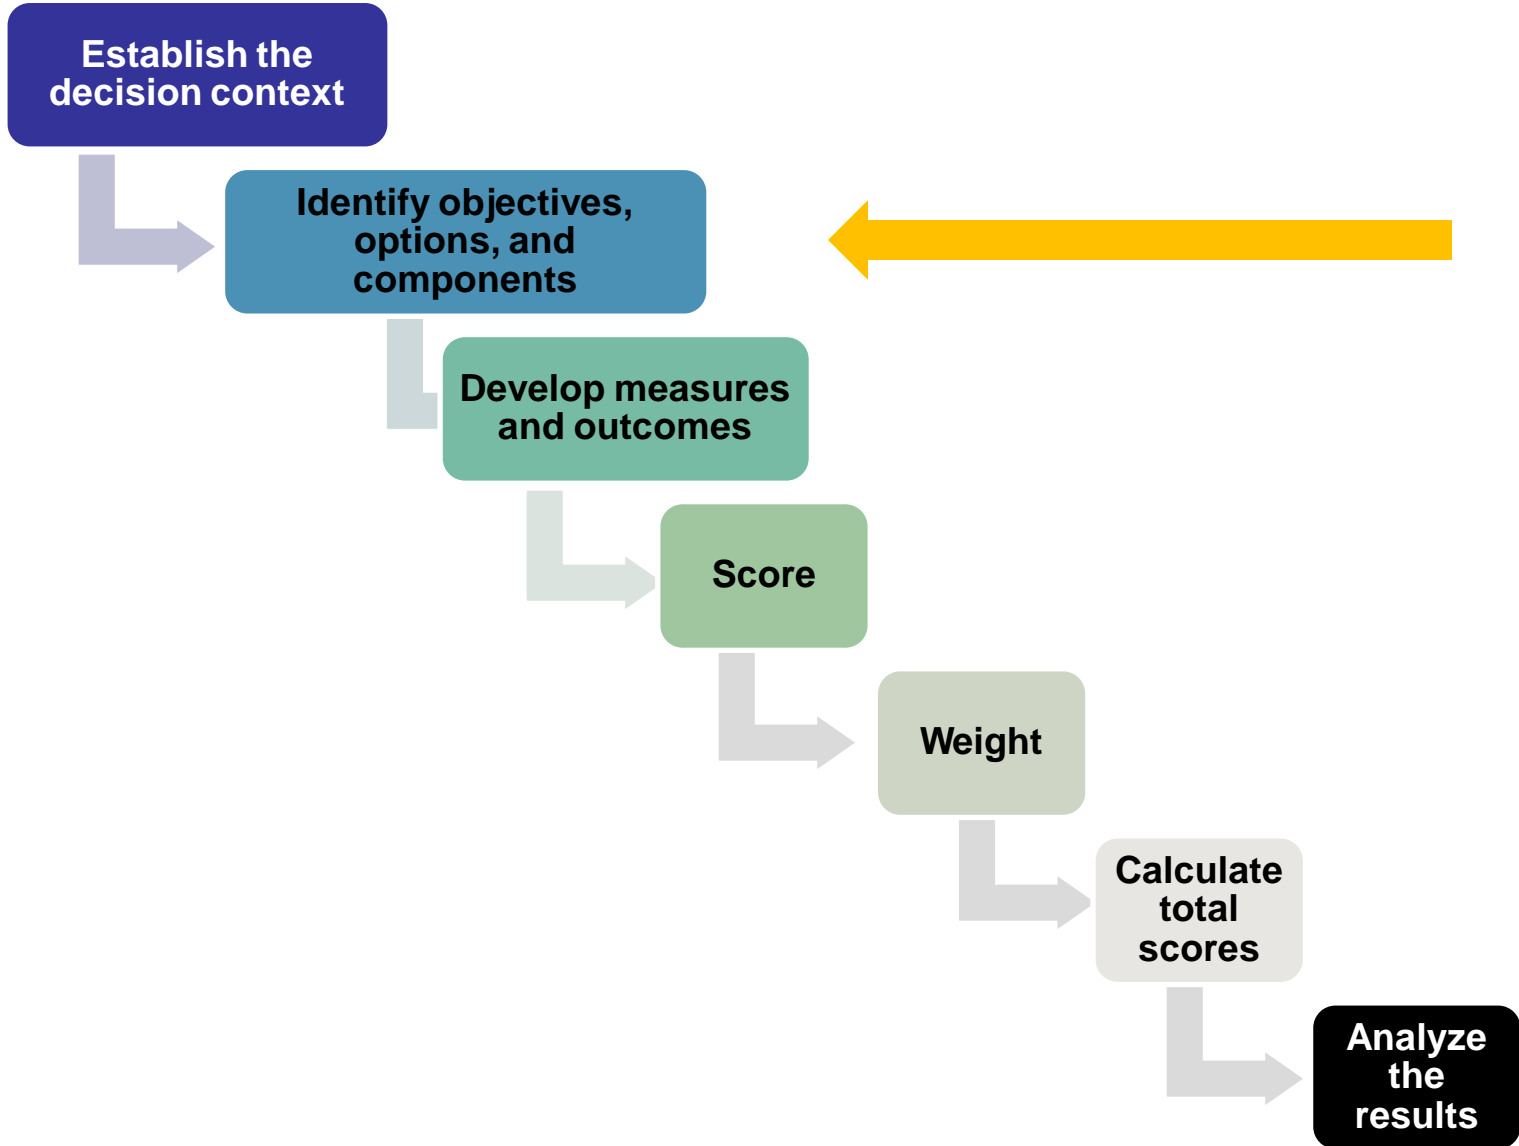 Establish the
decision context
Identify objectives,
options, and
components
Develop measures
and outcomes
Score
Weight
Calculate
total
scores
Analyze
the
results